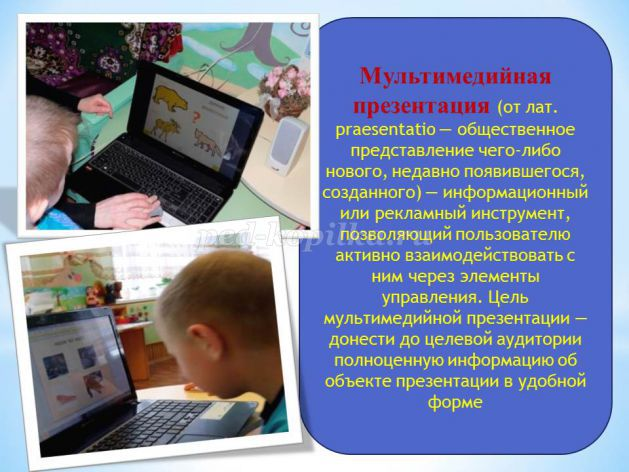 Мультимедийная
презентация (от лат.
praesentatio — общественное
представление чего-либо
нового, недавно появившегося,
созданного) — информационный
или рекламный инструмент,
позволяющий пользователю
активно взаимодействовать с
ним через элементы
управления. Цель
мультимедийной презентации —
донести до целевой аудитории
полноценную информацию об
объекте презентации в удобной
форме
ped-kopilka.ru
?